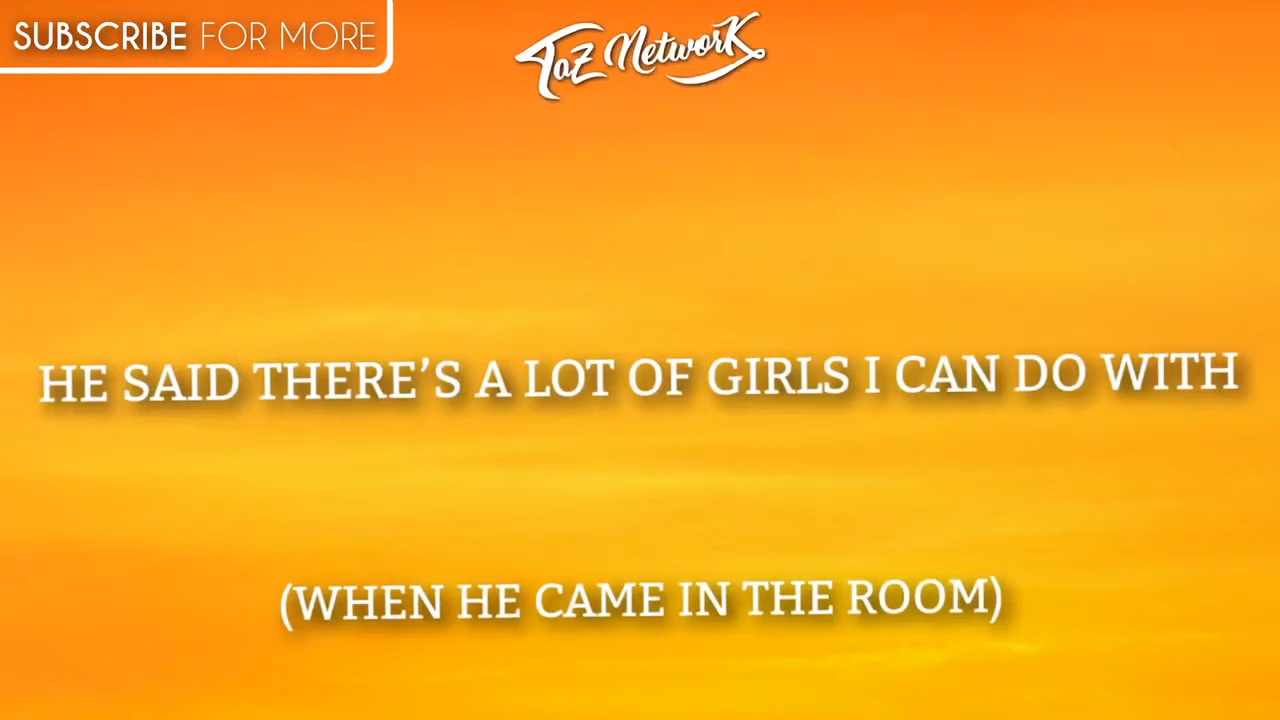 SUBSCRIBE FOR MORE
TaZ NetworK
HE SAID THERE’S A LOT OF GIRLS I CAN DO WITH
(WHEN HE CAME IN THE ROOM)